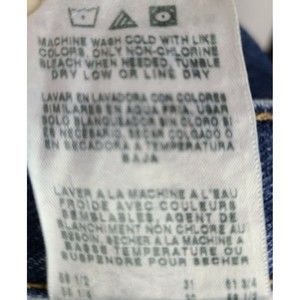 MACHINE WASH COLD WITH LIKE
COLORS, ONLY NON-CHLORINE
BLEACH WHEN NEEDED, TUMBLE
DRY LOW OR LINE DRY
LAVAR EN LAVADORA CON COLORES
SIMILARES EN AGUA FRIA, USAR
SOLO BLANQUEADOR SIN CLORO SI
ES NECESARIO, SECAR COLGADO O
EN SECADORA A TEMPERATURA
BAJA
LAVER A LA MACHINE A L'EAU
FROIDE AVEC COULEURS
SEMBLABLES, AGENT DE
BLANCHIMENT NON CHLORE AU
BESOIN, SECHER A LA MACHINE A
BASSE TEMPERATURE OU
SUSPENDRE POUR SECHER
31